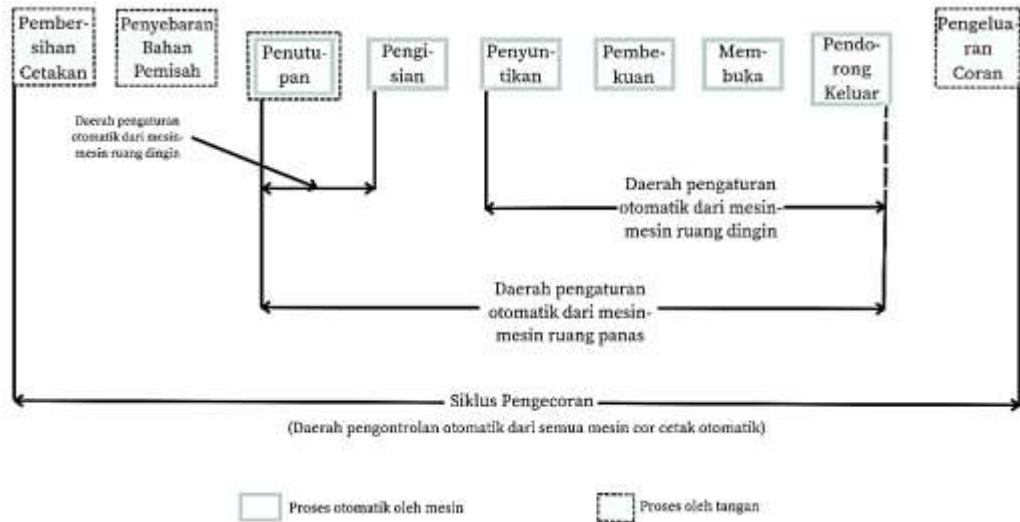 Pember-
sihan
Cetakan
Penyebaran
Bahan
Pemisah
Penutu-
pan
Pengi-
sian
Penyun-
tikan
Pembe-
kuan
Mem-
buka
Pendo-
rong
Keluar
Pengelua
ran
Coran
Daerah pengaturan
otomatik dari mesin-
mesin ruang dingin
Daerah pengaturan
otomatik dari mesin-
mesin ruang dingin
Daerah pengaturan
otomatik dari mesin-
mesin ruang panas
Siklus Pengecoran
(Daerah pengontrolan otomatik dari semua mesin cor cetak otomatik)
Proses otomatik oleh mesin
Proses oleh tangan